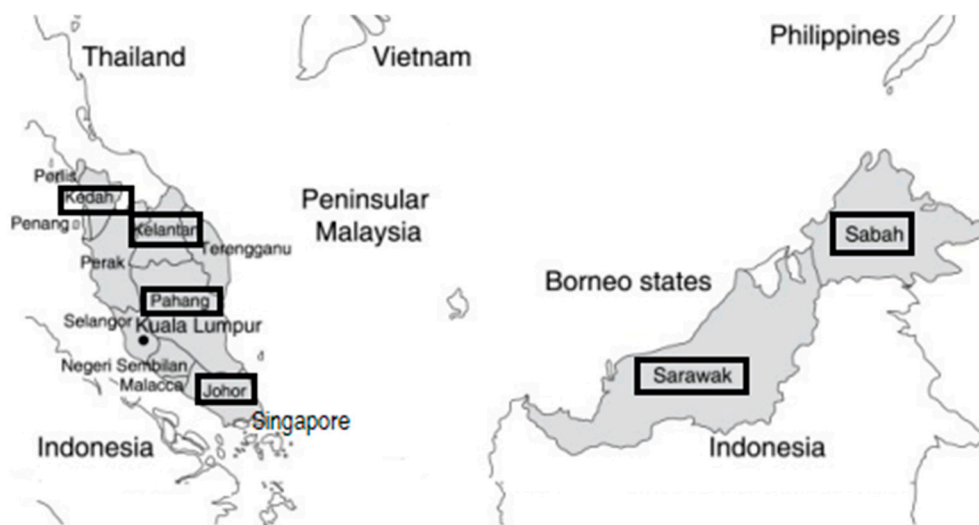 Thailand
Vietnam
Philippines
Perlis
Kedah
Penang
Kelantan
Terengganu
Perak
Peninsular
Malaysia
Sabah
Borneo states
Pahang
Selangor
Kuala Lumpur
Negeri Sembilan
Malacca
Johor
Sarawak
Singapore
Indonesia
Indonesia